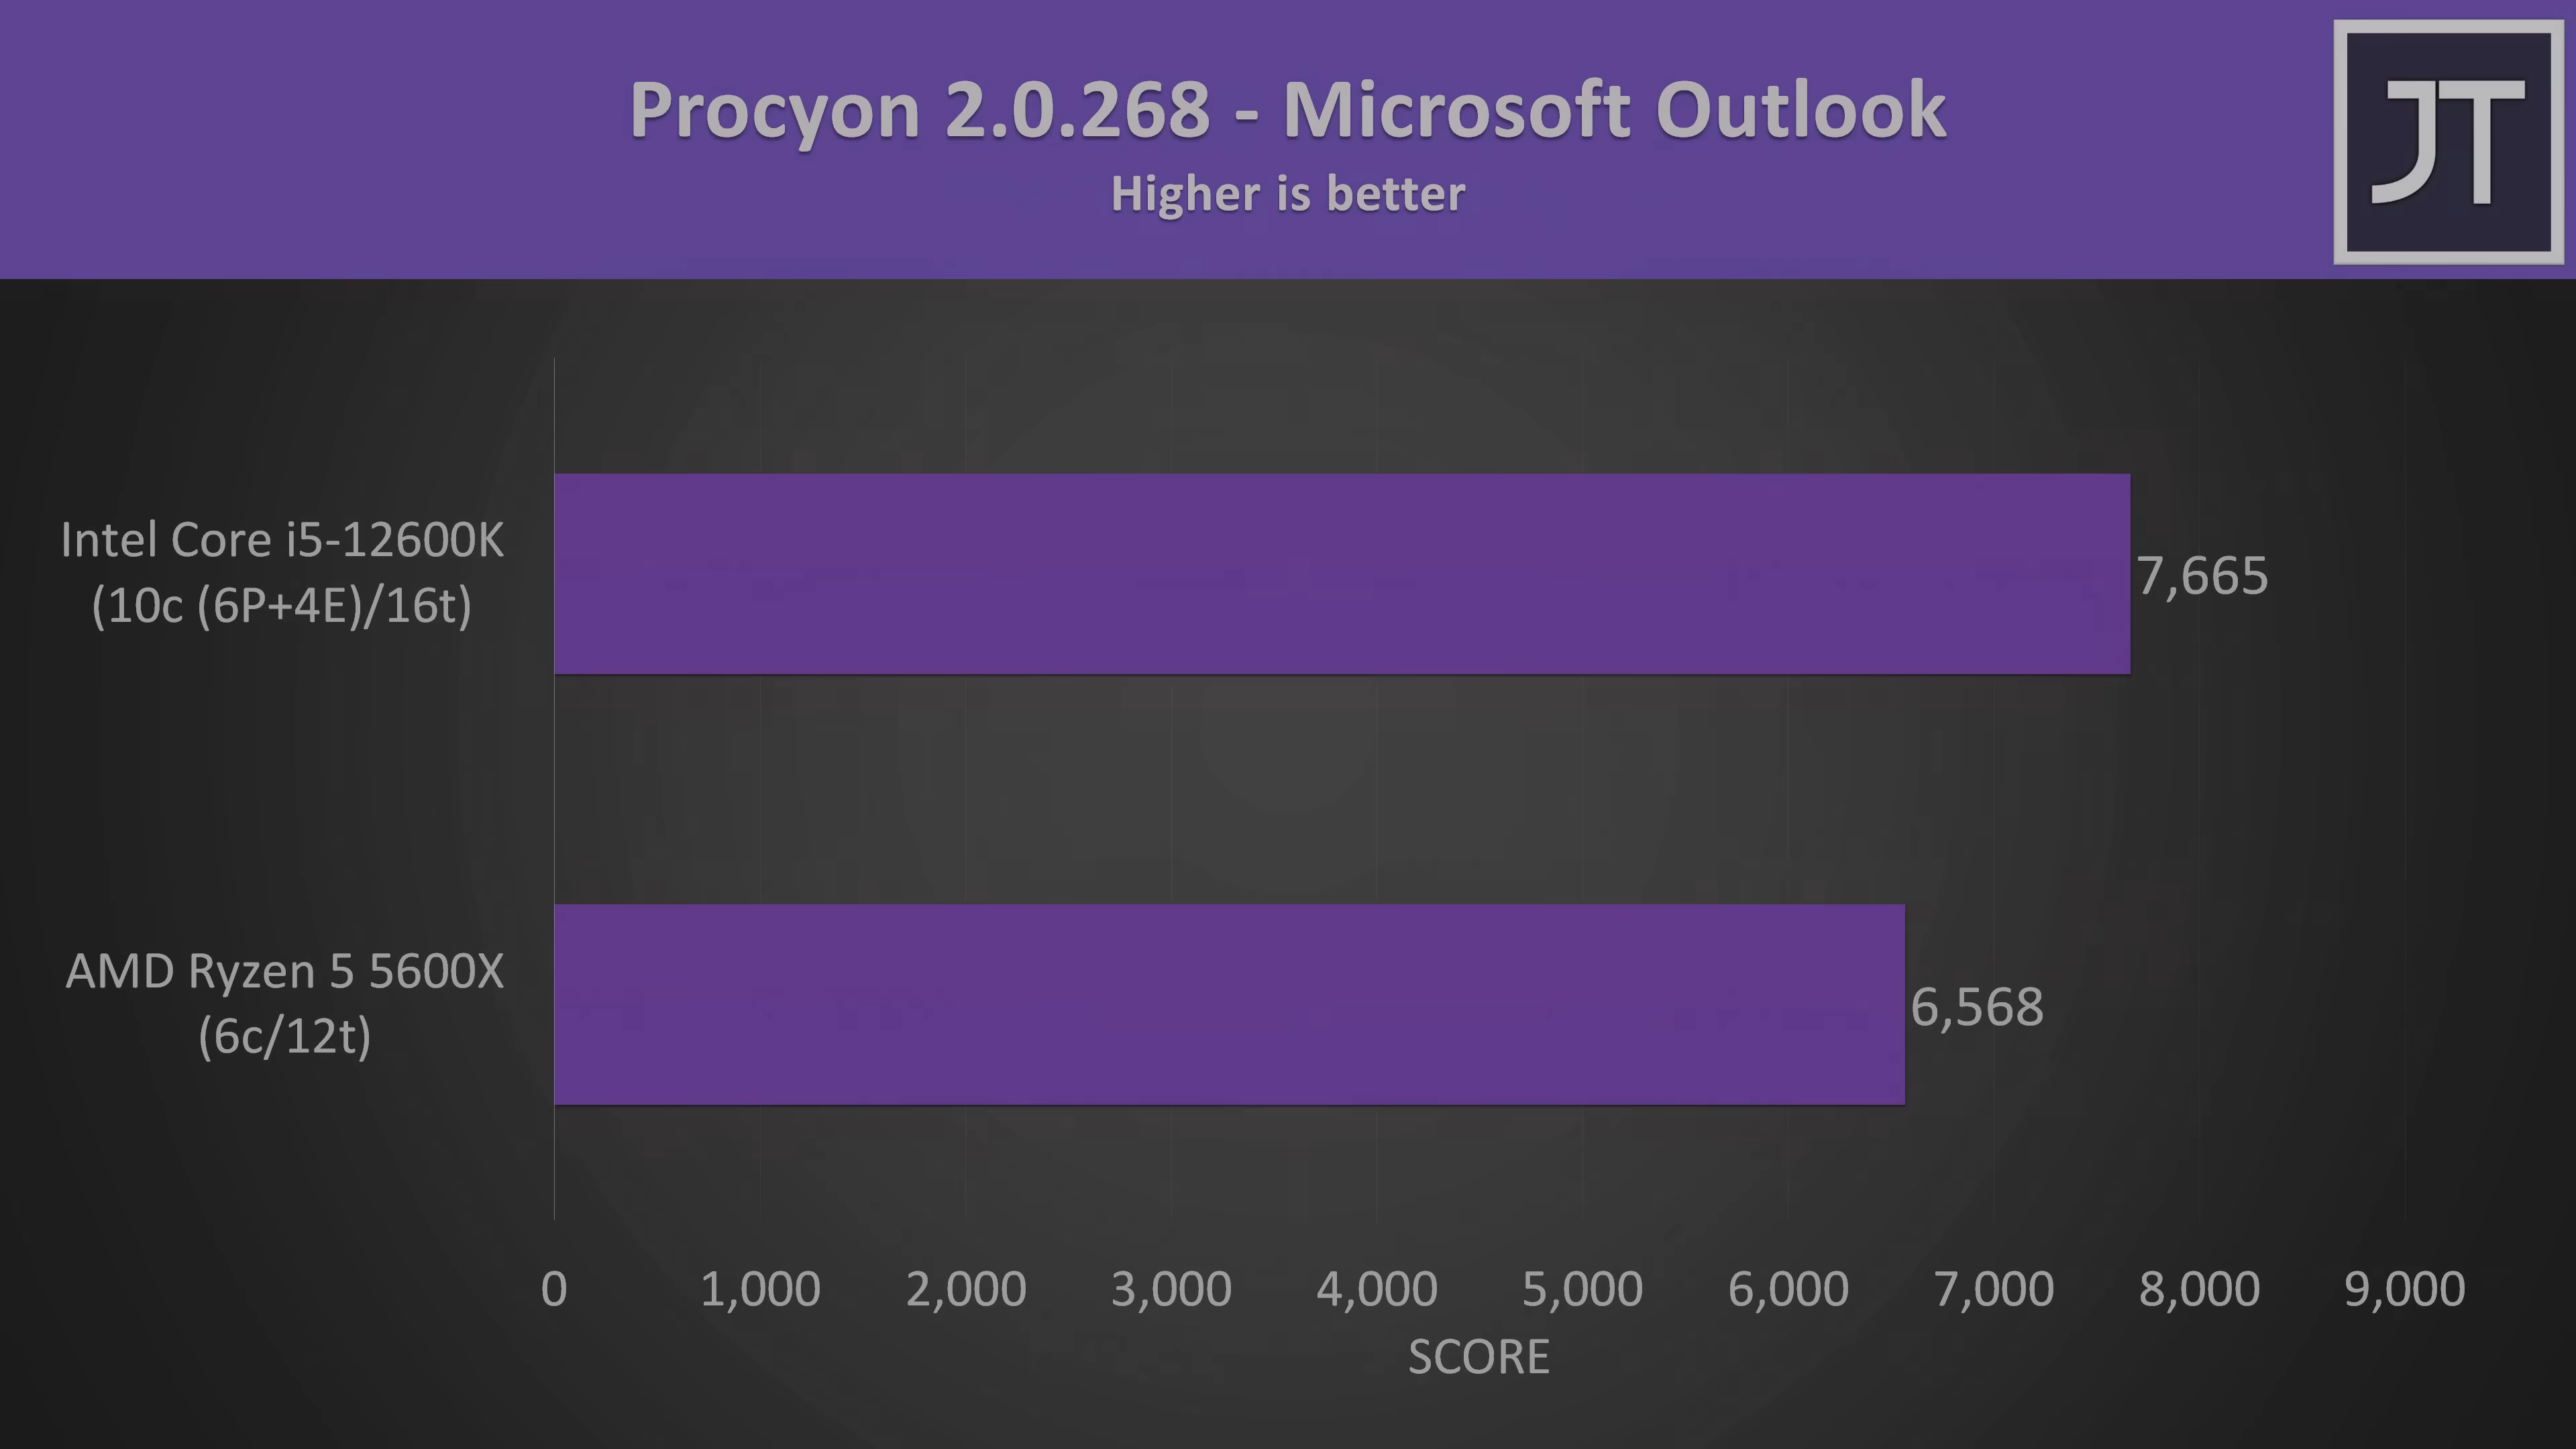 Procyon 2.0.268 - Microsoft Outlook
Higher is better
JT
Intel Core i5-12600K
(10c (6P+4E)/16t)
7,665
AMD Ryzen 5 5600X
(6c/12t)
6,568
0 1,000 2,000 3,000 4,000 5,000 6,000 7,000 8,000 9,000
SCORE